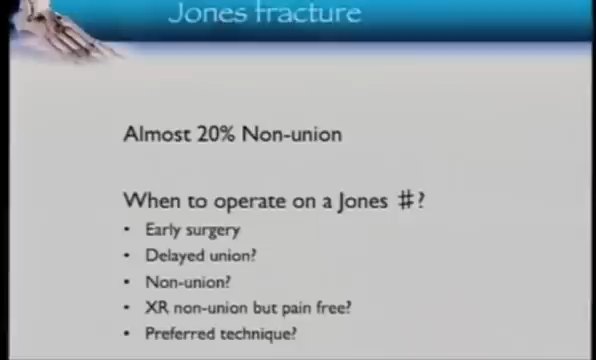 Jones fracture
Almost 20% Non-union
When to operate on a Jones #?
• Early surgery
• Delayed union?
• Non-union?
• XR non-union but pain free?
• Preferred technique?